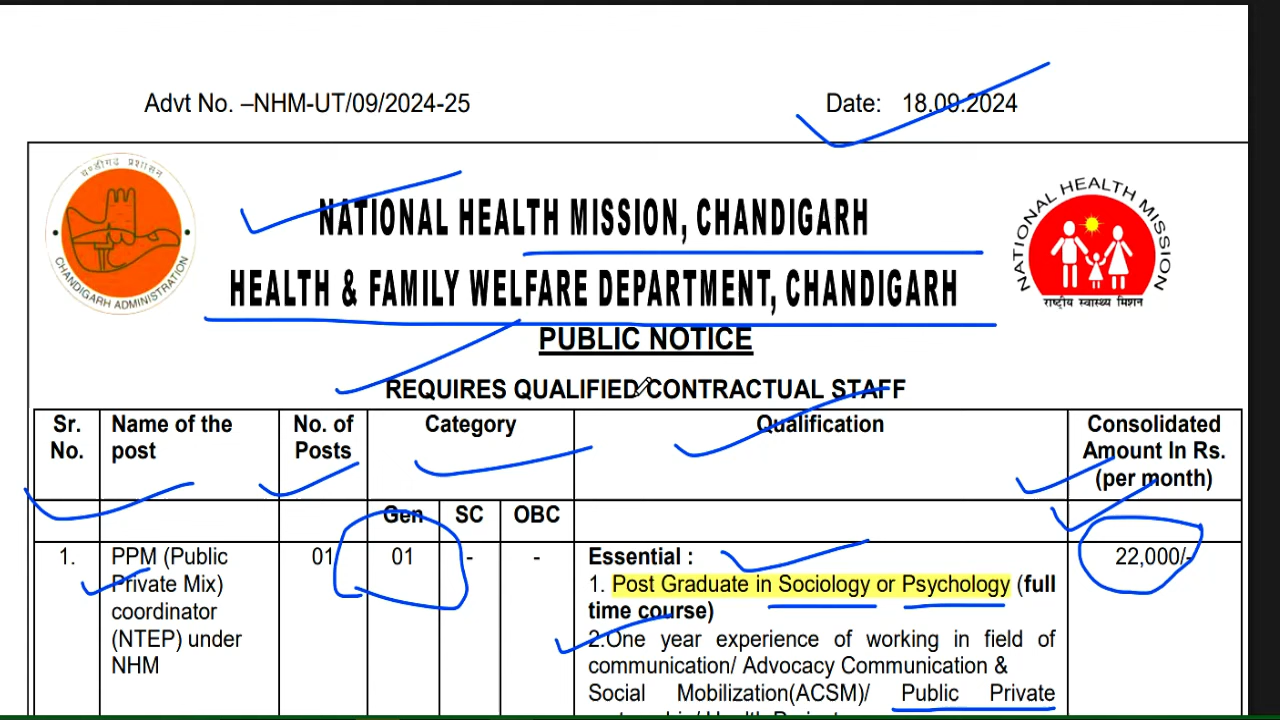 Advt No. –NHM-UT/09/2024-25 Date: 18.09.2024
चण्डीगढ़ प्रशासन
CHANDIGARH ADMINISTRATION
NATIONAL HEALTH MISSION, CHANDIGARH
HEALTH & FAMILY WELFARE DEPARTMENT, CHANDIGARH
NATIONAL HEALTH MISSION
राष्ट्रीय स्वास्थ्य मिशन
PUBLIC NOTICE
REQUIRES QUALIFIED CONTRACTUAL STAFF
Sr. No. Name of the post No. of Posts Category Qualification Consolidated Amount In Rs. (per month)
Gen SC OBC
1. PPM (Public Private Mix) coordinator (NTEP) under NHM 01 01 - - Essential : 22,000/-
1. Post Graduate in Sociology or Psychology (full
time course)
2.One year experience of working in field of
communication/ Advocacy Communication &
Social Mobilization(ACSM)/ Public Private